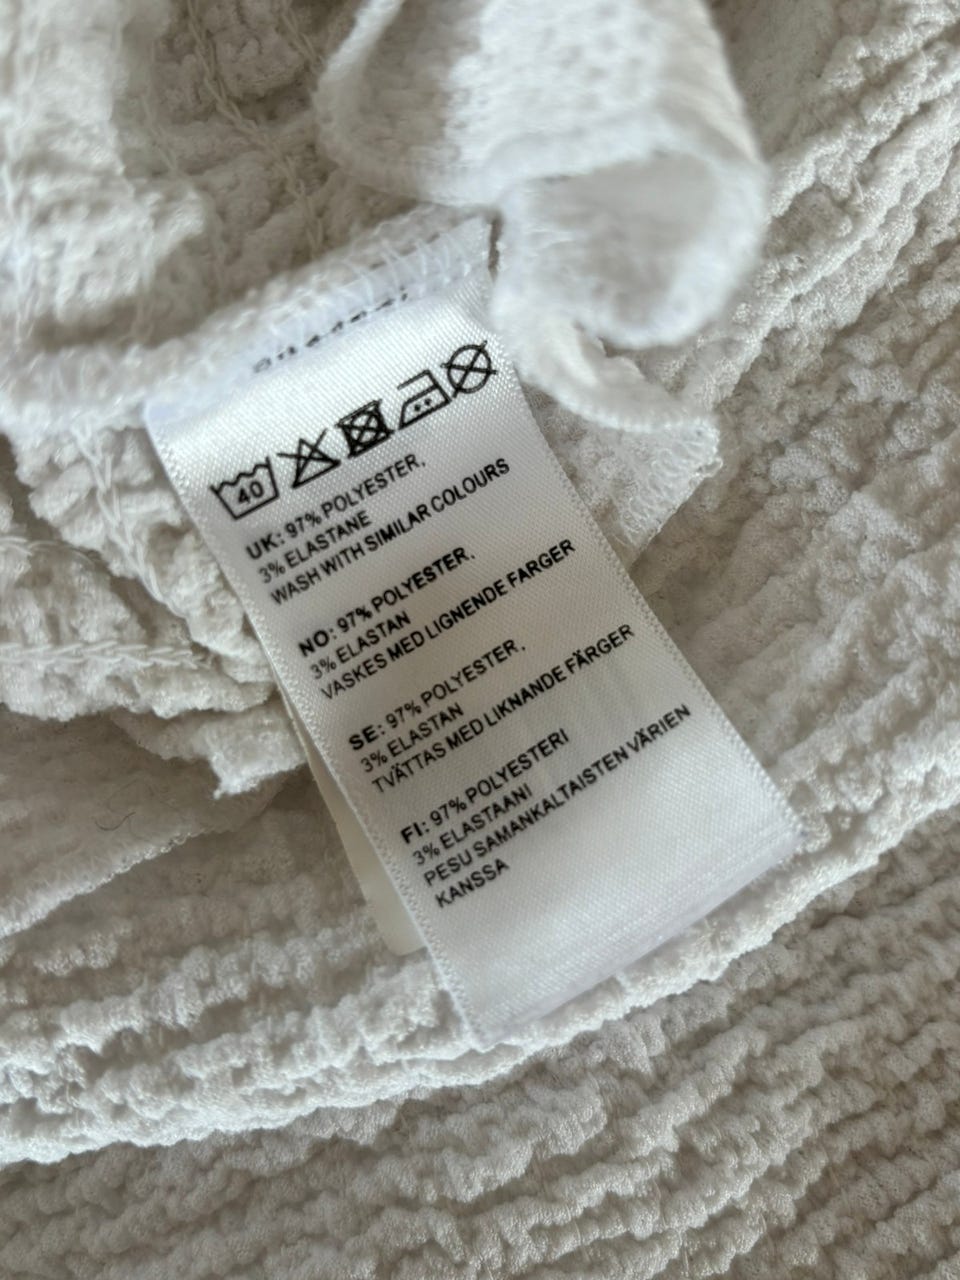 40
UK: 97% POLYESTER,
3% ELASTANE
WASH WITH SIMILAR COLOURS
NO: 97% POLYESTER,
3% ELASTAN
VASKES MED LIGNENDE FARGER
SE: 97% POLYESTER,
3% ELASTAN
TVÄTTAS MED LIKNANDE FÄRGER
FI: 97% POLYESTERI
3% ELASTAANI
PESU SAMANKALTAISTEN VÄRIEN
KANSSA